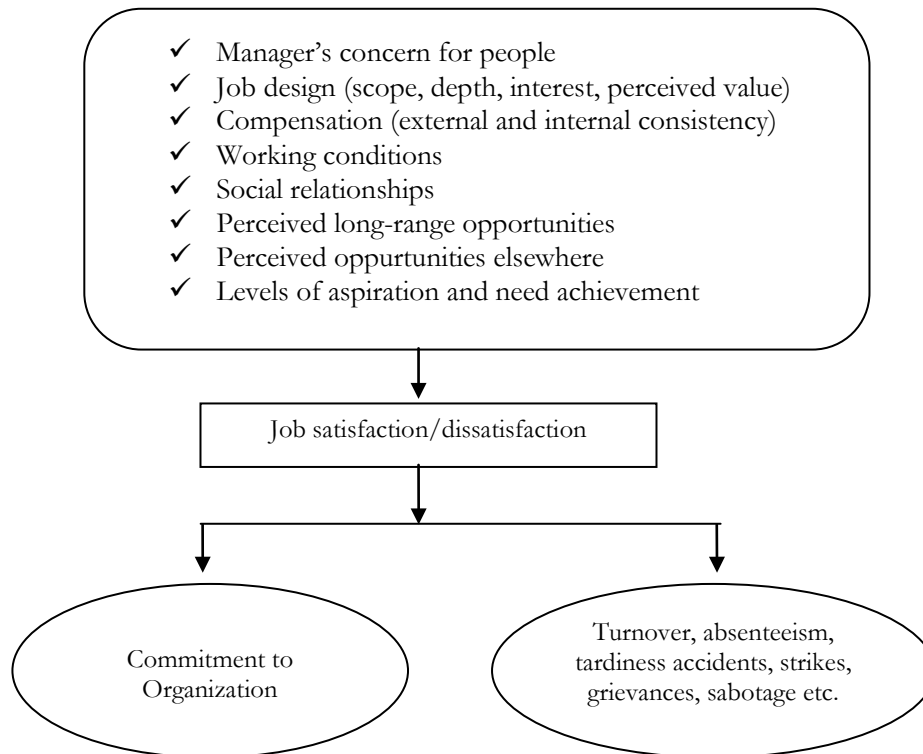 ✓ Manager’s concern for people
✓ Job design (scope, depth, interest, perceived value)
✓ Compensation (external and internal consistency)
✓ Working conditions
✓ Social relationships
✓ Perceived long-range opportunities
✓ Perceived oppurtunities elsewhere
✓ Levels of aspiration and need achievement
Job satisfaction/dissatisfaction
Commitment to
Organization
Turnover, absenteeism,
tardiness accidents, strikes,
grievances, sabotage etc.